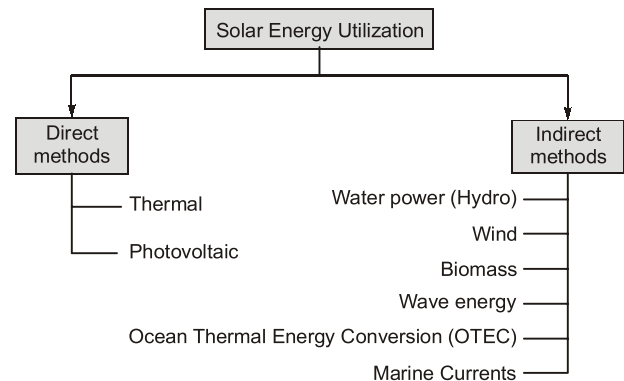 Solar Energy Utilization
Direct
methods
Thermal
Photovoltaic
Indirect
methods
Water power (Hydro)
Wind
Biomass
Wave energy
Ocean Thermal Energy Conversion (OTEC)
Marine Currents